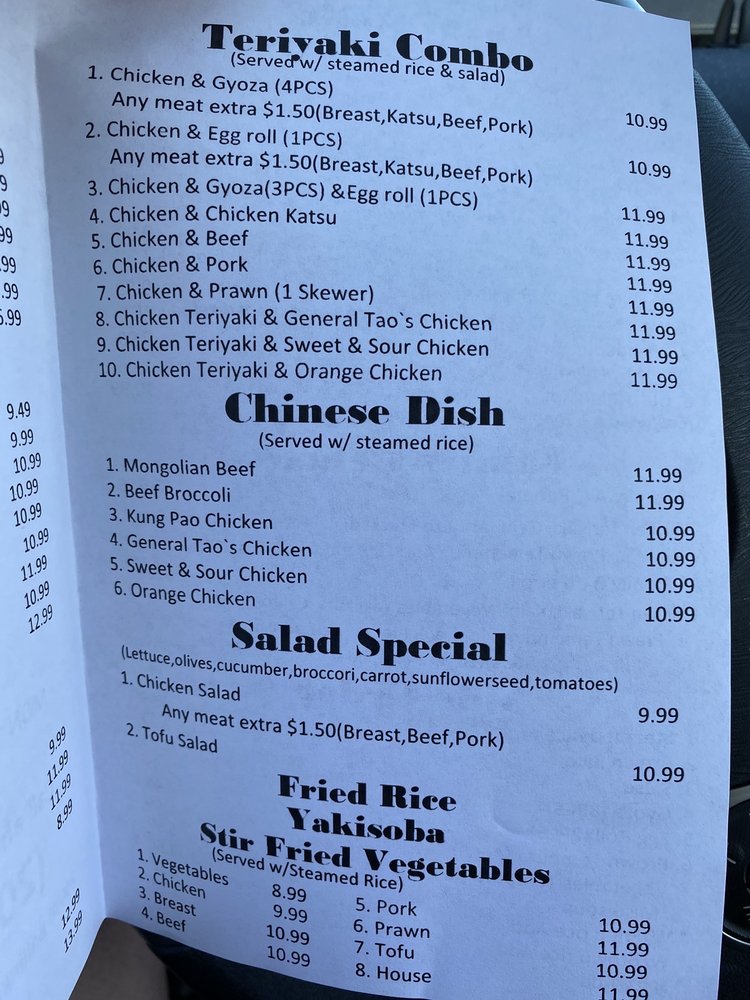 Teriyaki Combo
(Served w/ steamed rice & salad)
1. Chicken & Gyoza (4PCS)
Any meat extra $1.50(Breast,Katsu,Beef,Pork) 10.99
2. Chicken & Egg roll (1PCS)
Any meat extra $1.50(Breast,Katsu,Beef,Pork) 10.99
3. Chicken & Gyoza(3PCS) &Egg roll (1PCS) 11.99
4. Chicken & Chicken Katsu 11.99
5. Chicken & Beef 11.99
6. Chicken & Pork 11.99
7. Chicken & Prawn (1 Skewer) 11.99
8. Chicken Teriyaki & General Tao`s Chicken 11.99
9. Chicken Teriyaki & Sweet & Sour Chicken 11.99
10. Chicken Teriyaki & Orange Chicken 11.99
Chinese Dish
(Served w/ steamed rice)
1. Mongolian Beef 11.99
2. Beef Broccoli 11.99
3. Kung Pao Chicken 10.99
4. General Tao`s Chicken 10.99
5. Sweet & Sour Chicken 10.99
6. Orange Chicken 10.99
Salad Special
(Lettuce,olives,cucumber,broccori,carrot,sunflowerseed,tomatoes)
1. Chicken Salad 9.99
Any meat extra $1.50(Breast,Beef,Pork)
2. Tofu Salad 10.99
Fried Rice
Yakisoba
Stir Fried Vegetables
(Served w/Steamed Rice)
1. Vegetables 8.99
2. Chicken 9.99
3. Breast 10.99
4. Beef 10.99
5. Pork 10.99
6. Prawn 11.99
7. Tofu 10.99
8. House 11.99
9.49
9.99
10.99
10.99
10.99
10.99
11.99
10.99
12.99
9.99
11.99
11.99
8.99
12.99
13.99